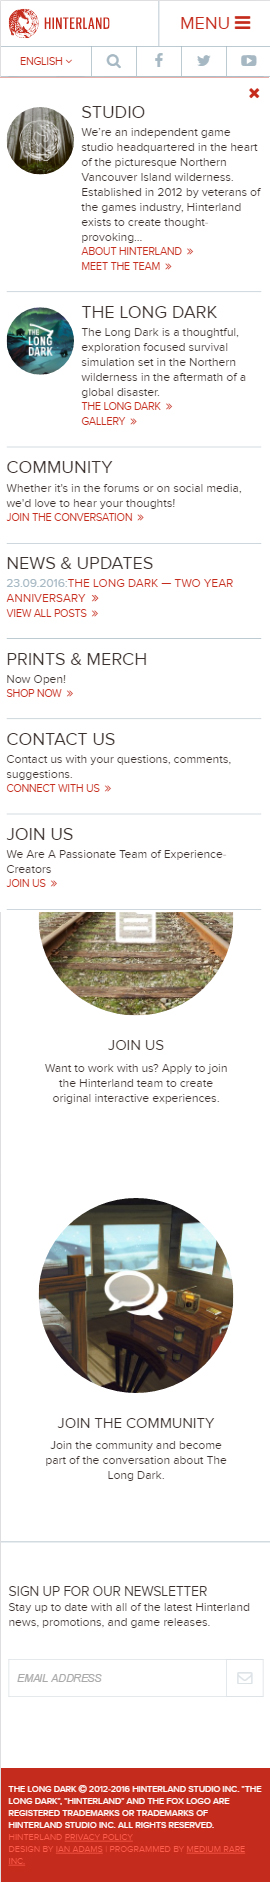 HINTERLAND
MENU
ENGLISH
STUDIO
We're an independent game
studio headquartered in the heart
of the picturesque Northern
Vancouver Island wilderness.
Established in 2012 by veterans of
the games industry, Hinterland
exists to create thought-
provoking...
ABOUT HINTERLAND »
MEET THE TEAM »
THE LONG DARK
THE
LONG
DARK
The Long Dark is a thoughtful,
exploration focused survival
simulation set in the Northern
wilderness in the aftermath of a
global disaster.
THE LONG DARK »
GALLERY »
COMMUNITY
Whether it's in the forums or on social media,
we'd love to hear your thoughts!
JOIN THE CONVERSATION »
NEWS & UPDATES
23.09.2016:THE LONG DARK — TWO YEAR
ANNIVERSARY »
VIEW ALL POSTS »
PRINTS & MERCH
Now Open!
SHOP NOW »
CONTACT US
Contact us with your questions, comments,
suggestions.
CONNECT WITH US »
JOIN US
We Are A Passionate Team of Experience-
Creators
JOIN US »
JOIN US
Want to work with us? Apply to join
the Hinterland team to create
original interactive experiences.
JOIN THE COMMUNITY
Join the community and become
part of the conversation about The
Long Dark.
SIGN UP FOR OUR NEWSLETTER
Stay up to date with all of the latest Hinterland
news, promotions, and game releases.
EMAIL ADDRESS
THE LONG DARK © 2012-2016 HINTERLAND STUDIO INC. "THE
LONG DARK", "HINTERLAND" AND THE FOX LOGO ARE
REGISTERED TRADEMARKS OR TRADEMARKS OF
HINTERLAND STUDIO INC. ALL RIGHTS RESERVED.
HINTERLAND PRIVACY POLICY
DESIGN BY IAN ADAMS | PROGRAMMED BY MEDIUM RARE
INC.